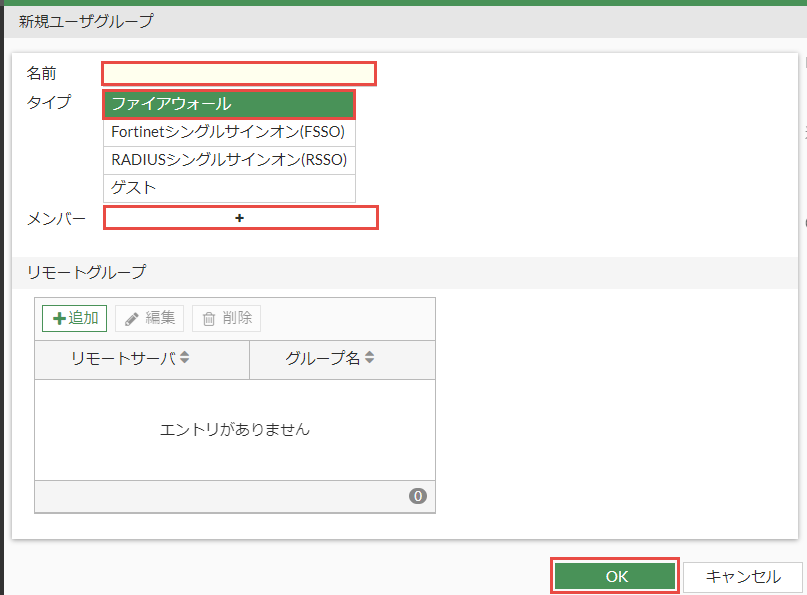 新規ユーザグループ
名前
タイプ
ファイアウォール
Fortinetシングルサインオン(FSSO)
RADIUSシングルサインオン(RSSO)
ゲスト
メンバー +
リモートグループ
+追加 編集 削除
リモートサーバ グループ名
エントリがありません
0
OK キャンセル